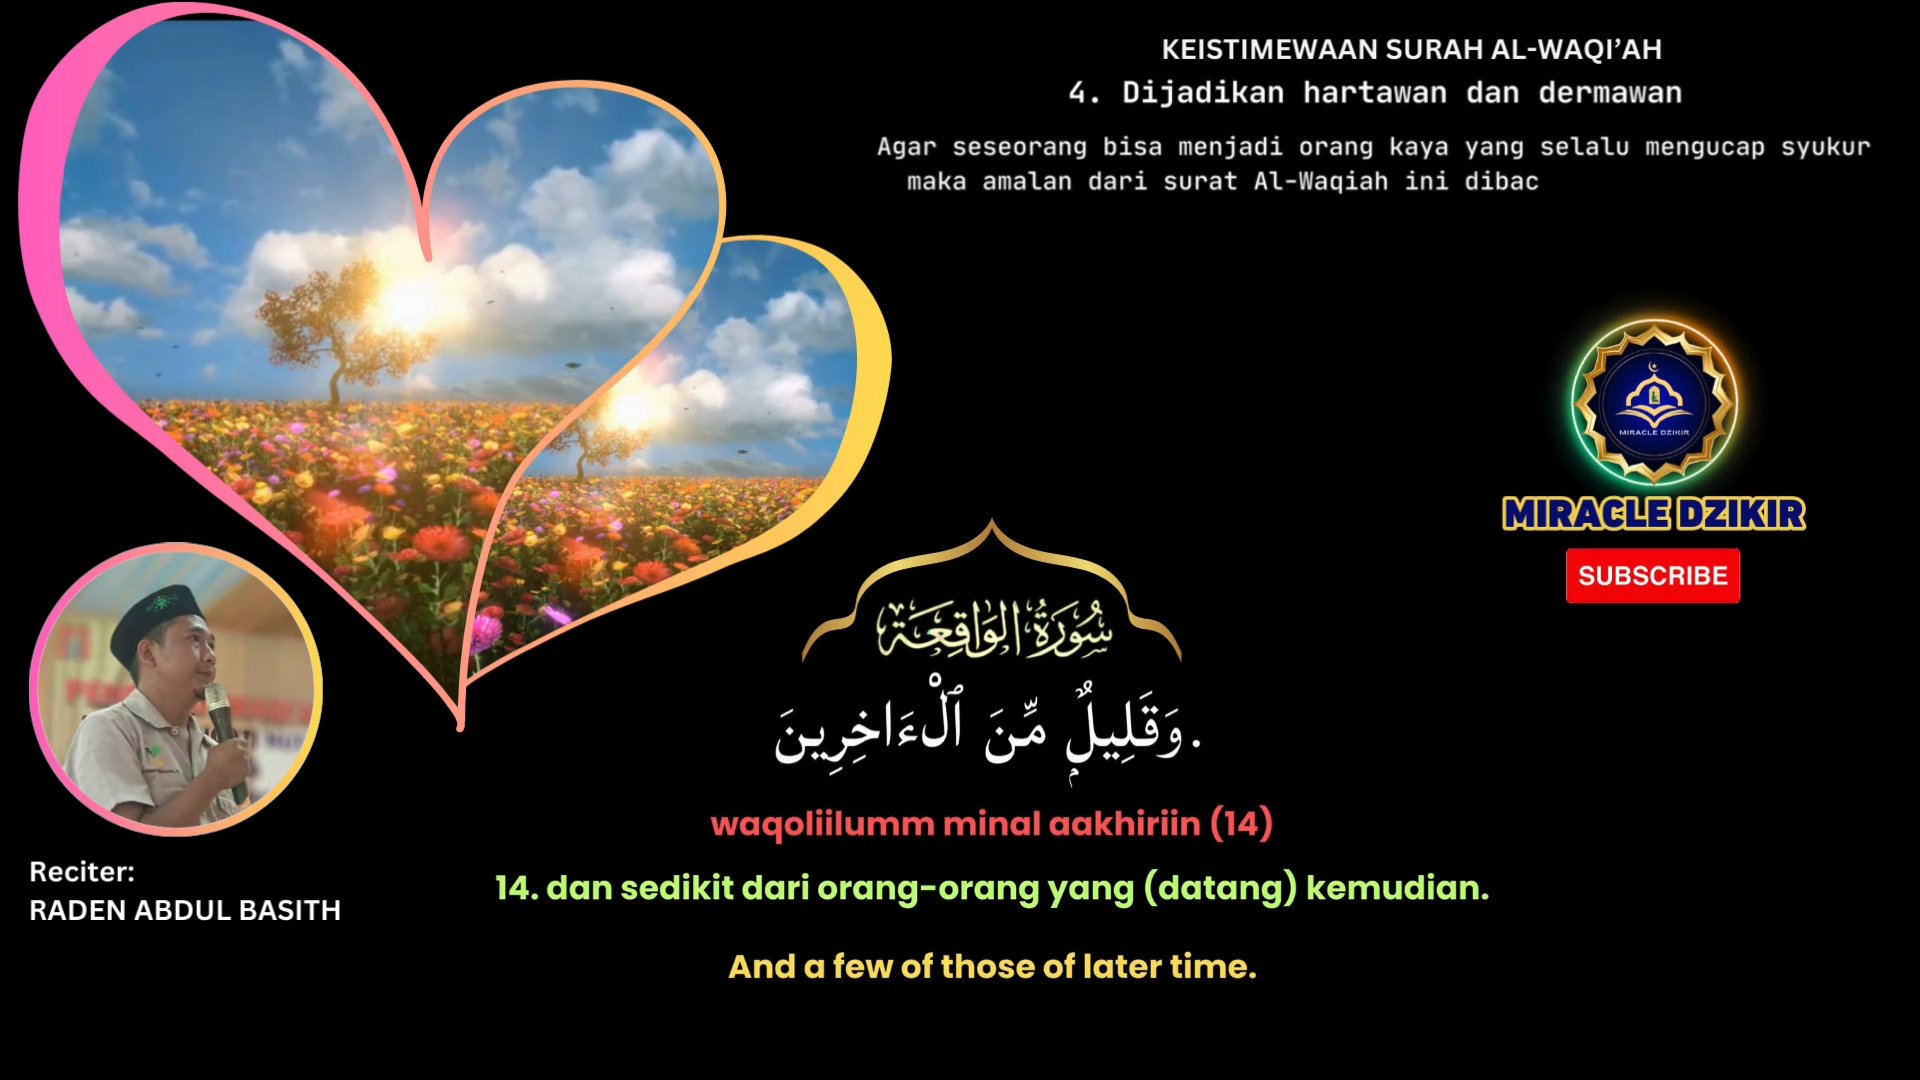 KEISTIMEWAAN SURAH AL-WAQI’AH
4. Dijadikan hartawan dan dermawan
Agar seseorang bisa menjadi orang kaya yang selalu mengucap syukur
maka amalan dari surat Al-Waqiah ini dibac
MIRACLE DZIKIR
MIRACLE DZIKIR
SUBSCRIBE
سُورَةُ الوَاقِعَة
وَقَلِيلٌۭ مِّنَ ٱلْءَاخِرِينَ.
waqoliilumm minal aakhiriin (14)
14. dan sedikit dari orang-orang yang (datang) kemudian.
And a few of those of later time.
Reciter:
RADEN ABDUL BASITH